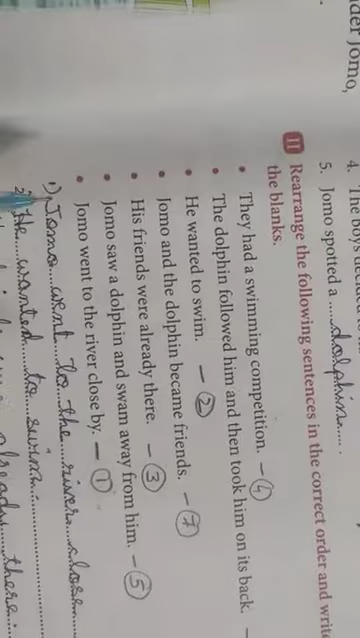 der Jomo,
4. The boys
5. Jomo spotted a ....dolphin....
II Rearrange the following sentences in the correct order and write
the blanks.
• They had a swimming competition. – ④
• The dolphin followed him and then took him on its back. –
• He wanted to swim. – ②
• Jomo and the dolphin became friends. – ⑦
• His friends were already there. – ③
• Jomo saw a dolphin and swam away from him. – ⑤
• Jomo went to the river close by. – ①
1) Jomo....went..to..the..river..close....
2) He....wanted....to..swim.
already there.